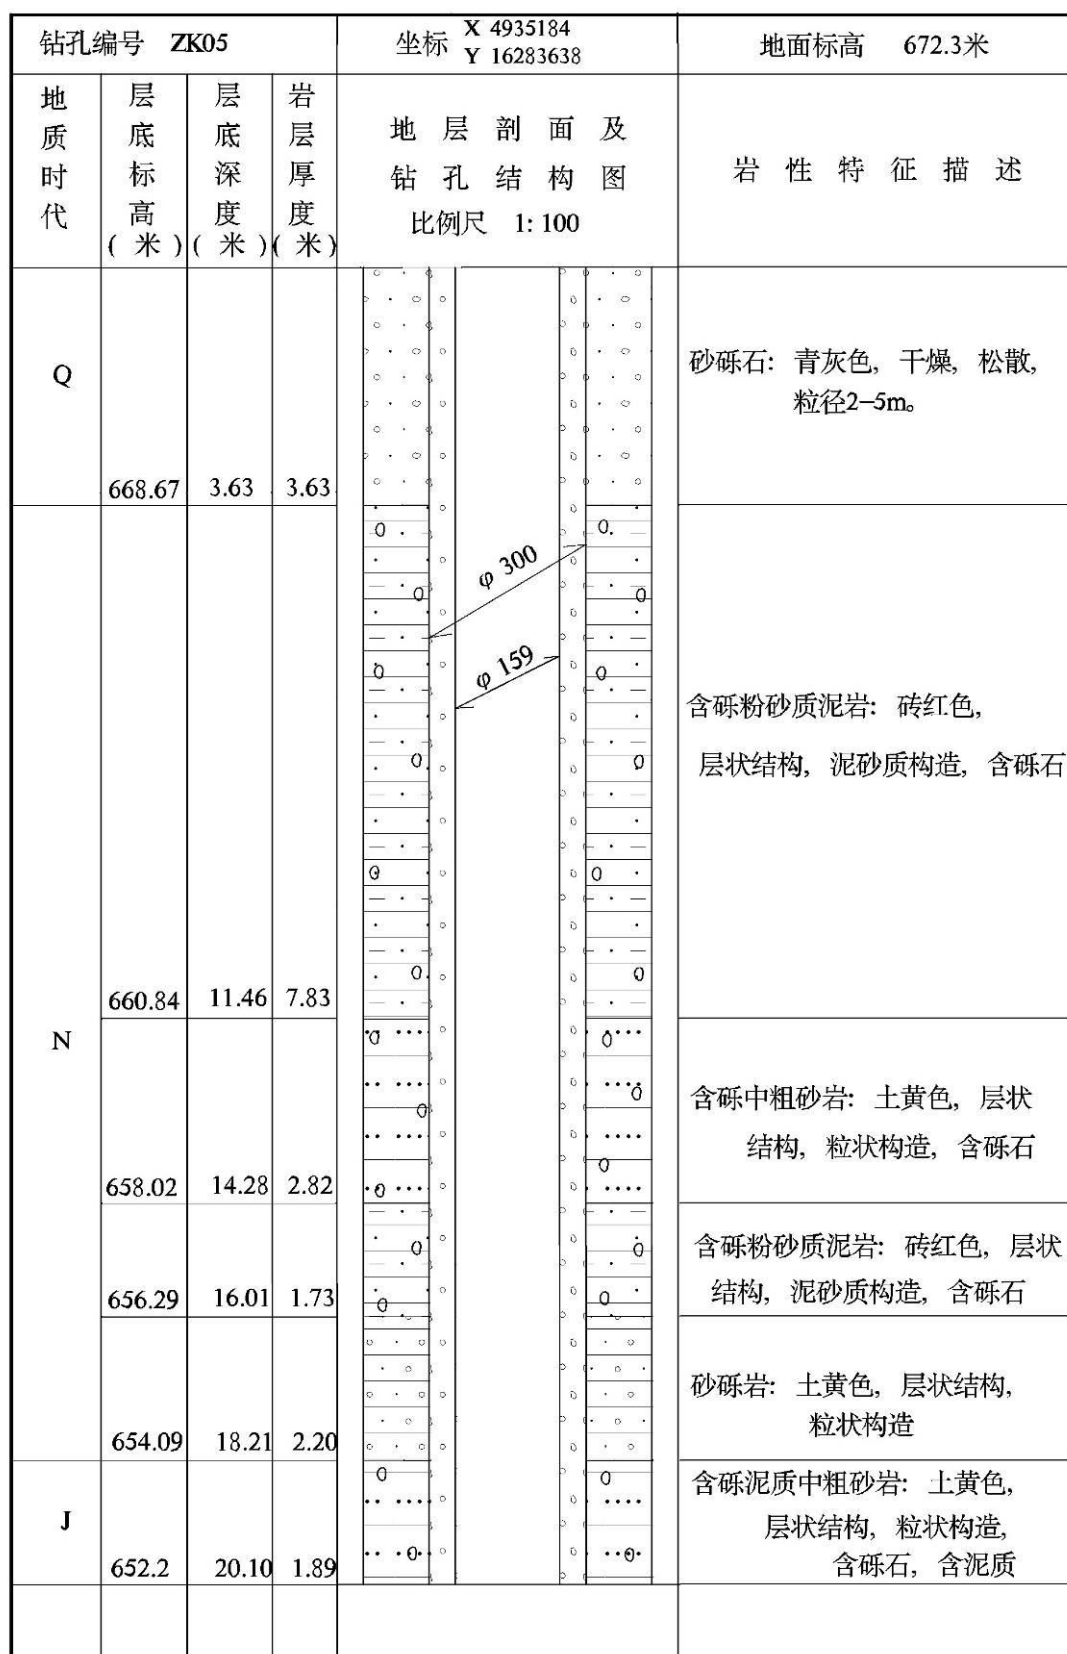 钻孔编号 ZK05
坐标 X 4935184
Y 16283638
地面标高 672.3米
地质时代
层底标高(米)
层底深度(米)
岩层厚度(米)
地层剖面及
钻孔结构图
比例尺 1:100
岩性特征描述
Q
668.67 3.63 3.63
砂砾石: 青灰色, 干燥, 松散,
粒径2-5m。
φ 300
φ 159
N
660.84 11.46 7.83
含砾粉砂质泥岩: 砖红色,
层状结构, 泥砂质构造, 含砾石
658.02 14.28 2.82
含砾中粗砂岩: 土黄色, 层状
结构, 粒状构造, 含砾石
656.29 16.01 1.73
含砾粉砂质泥岩: 砖红色, 层状
结构, 泥砂质构造, 含砾石
654.09 18.21 2.20
砂砾岩: 土黄色, 层状结构,
粒状构造
J
652.2 20.10 1.89
含砾泥质中粗砂岩: 土黄色,
层状结构, 粒状构造,
含砾石, 含泥质